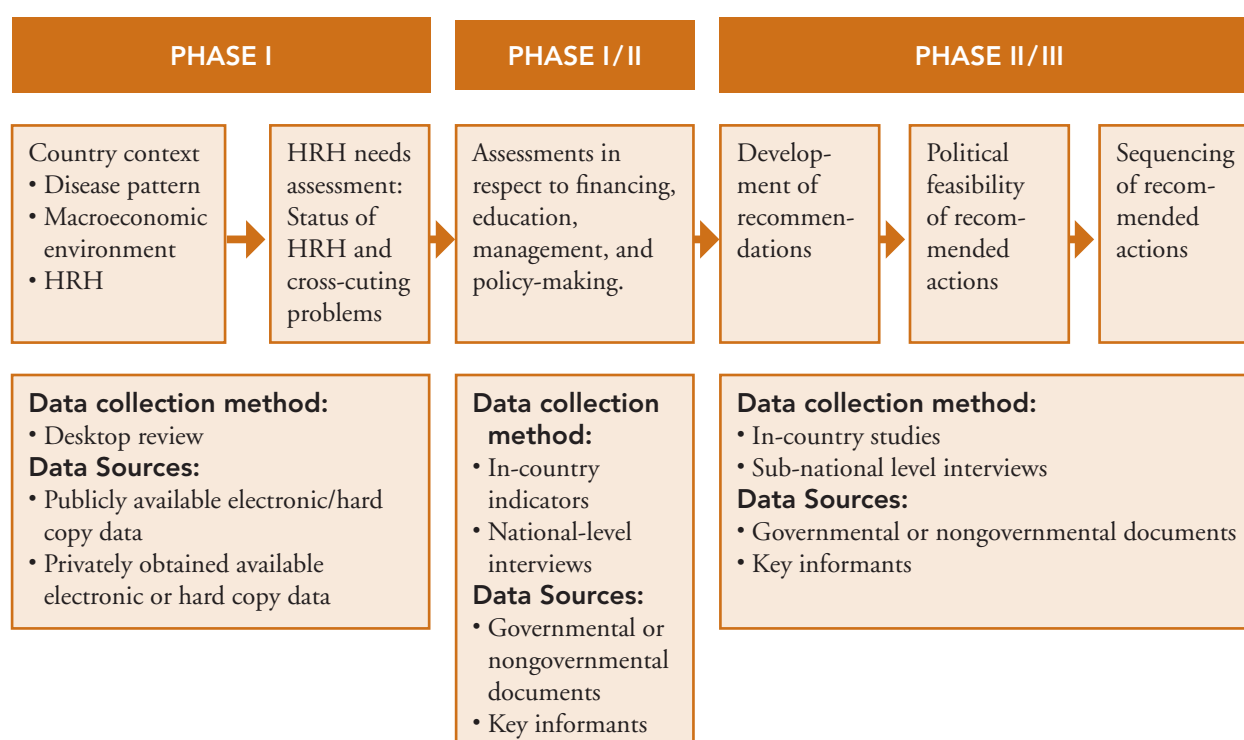 PHASE I
PHASE I/II
PHASE II/III
Country context
• Disease pattern
• Macroeconomic
environment
• HRH
HRH needs
assessment:
Status of
HRH and
cross-cuting
problems
Assessments in
respect to financing,
education,
management, and
policy-making.
Develop-
ment of
recommen-
dations
Political
feasibility
of recom-
mended
actions
Sequencing
of recom-
mended
actions
Data collection method:
• Desktop review
Data Sources:
• Publicly available electronic/hard
copy data
• Privately obtained available
electronic or hard copy data
Data collection
method:
• In-country
indicators
• National-level
interviews
Data Sources:
• Governmental or
nongovernmental
documents
• Key informants
Data collection method:
• In-country studies
• Sub-national level interviews
Data Sources:
• Governmental or nongovernmental documents
• Key informants